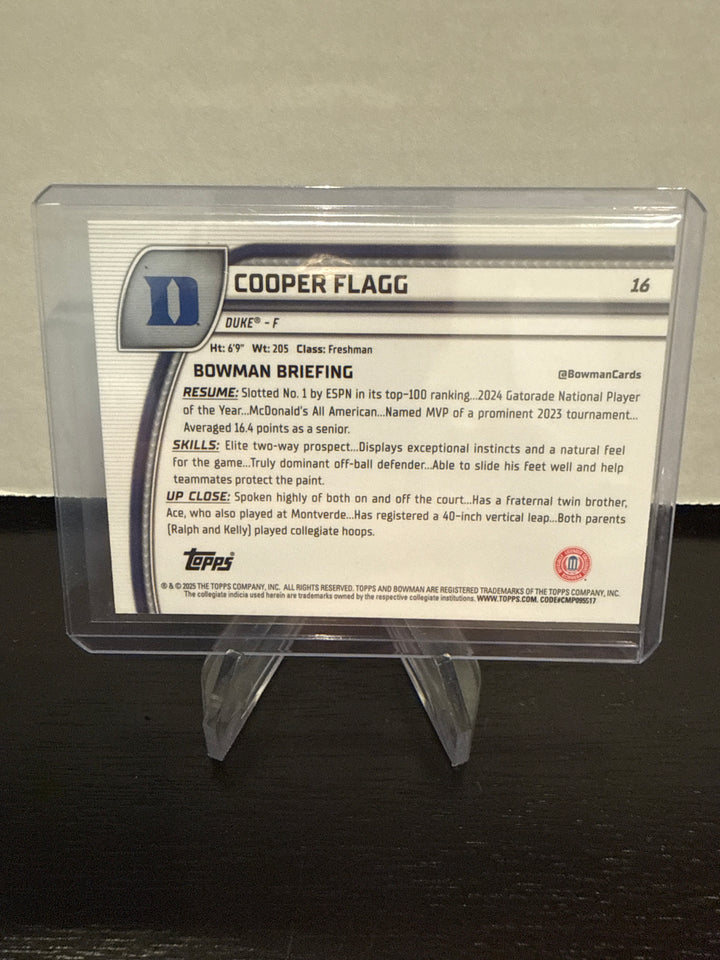 D
COOPER FLAGG 16
DUKE® - F
Ht: 6'9" Wt: 205 Class: Freshman
BOWMAN BRIEFING @BowmanCards
RESUME: Slotted No. 1 by ESPN in its top-100 ranking...2024 Gatorade National Player
of the Year...McDonald's All American...Named MVP of a prominent 2023 tournament...
Averaged 16.4 points as a senior.
SKILLS: Elite two-way prospect...Displays exceptional instincts and a natural feel
for the game...Truly dominant off-ball defender...Able to slide his feet well and help
teammates protect the paint.
UP CLOSE: Spoken highly of both on and off the court...Has a fraternal twin brother,
Ace, who also played at Montverde...Has registered a 40-inch vertical leap...Both parents
(Ralph and Kelly) played collegiate hoops.
Topps®
® & © 2025 THE TOPPS COMPANY, INC. ALL RIGHTS RESERVED. TOPPS AND BOWMAN ARE REGISTERED TRADEMARKS OF THE TOPPS COMPANY, INC.
The collegiate indicia used herein are trademarks owned by the respective collegiate institutions. WWW.TOPPS.COM. CODE#CMP095517